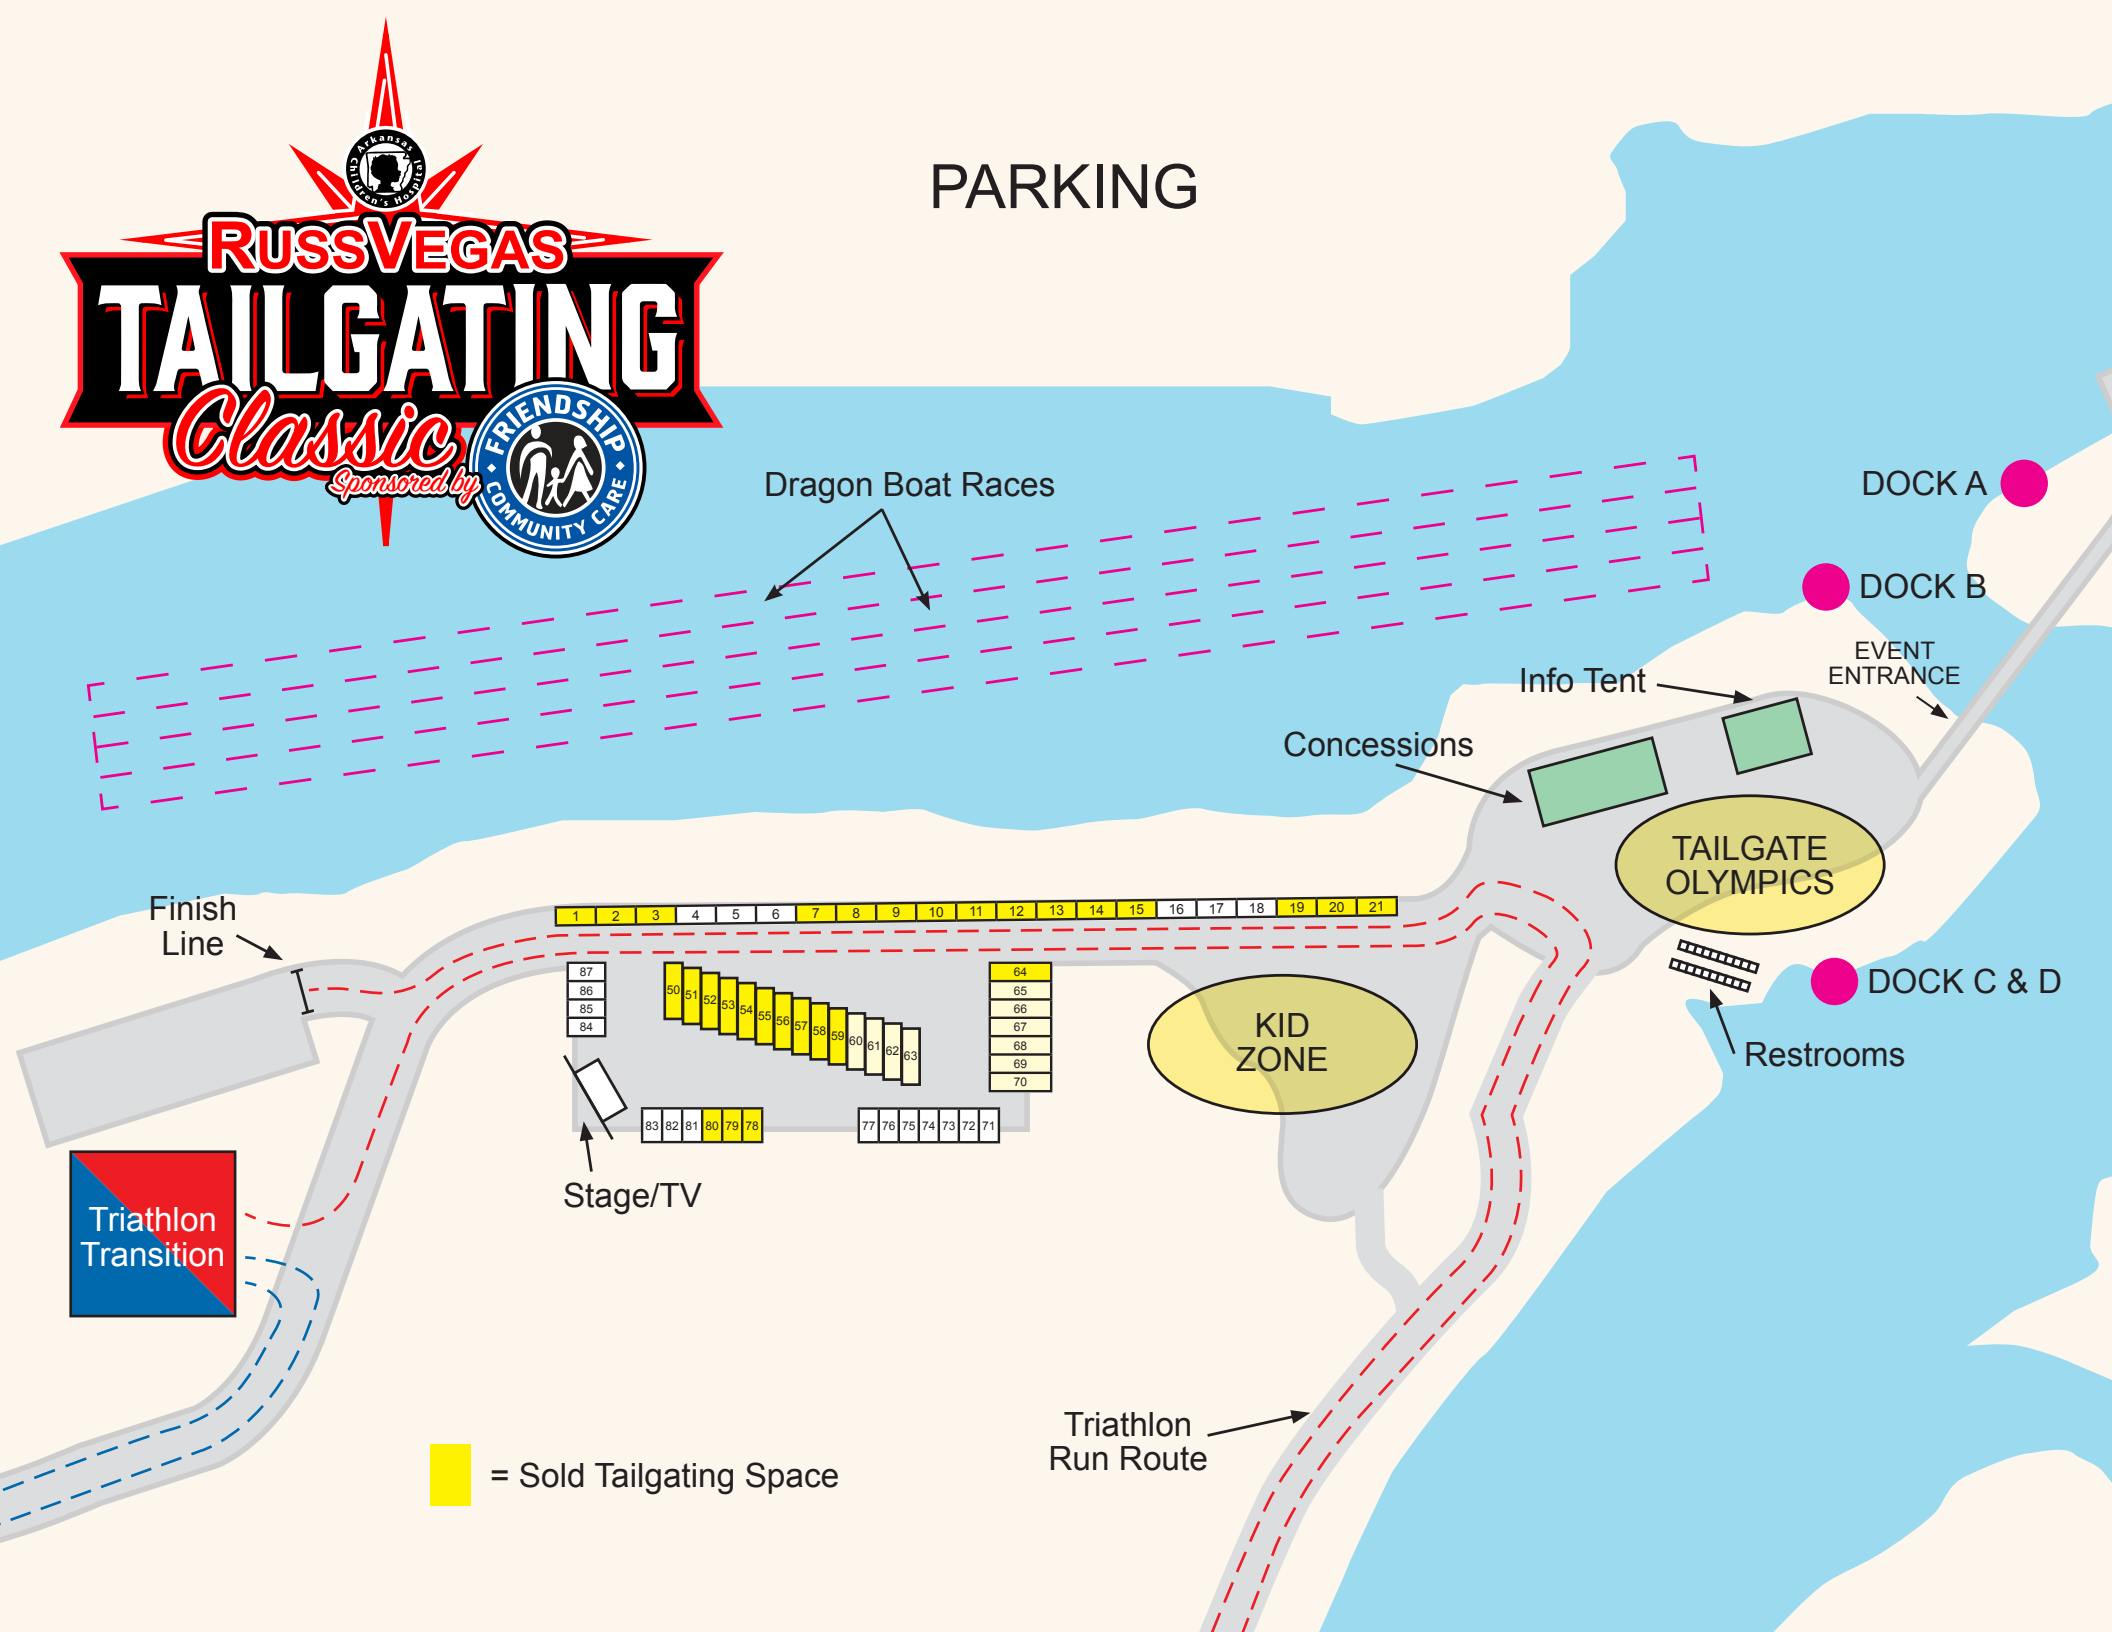 Arkansas
Children's Hospital
RUSSVEGAS
TAILGATING
Classic
Sponsored by
FRIENDSHIP
COMMUNITY CARE
PARKING
Dragon Boat Races
DOCK A
DOCK B
EVENT
ENTRANCE
Info Tent
Concessions
TAILGATE
OLYMPICS
Finish
Line
1 2 3 4 5 6 7 8 9 10 11 12 13 14 15 16 17 18 19 20 21
87
86
85
84
50 51 52 53 54 55 56 57 58 59 60 61 62 63
64
65
66
67
68
69
70
KID
ZONE
DOCK C & D
Restrooms
83 82 81 80 79 78
77 76 75 74 73 72 71
Stage/TV
Triathlon
Transition
Triathlon
Run Route
= Sold Tailgating Space